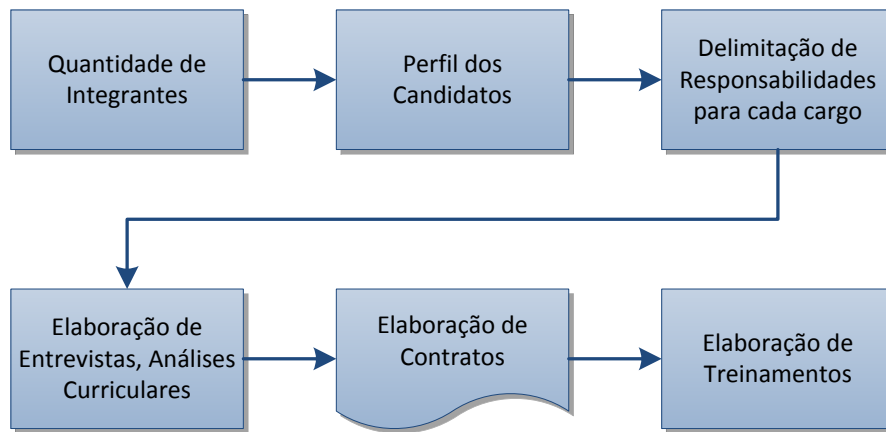 Quantidade de
Integrantes
Perfil dos
Candidatos
Delimitação de
Responsabilidades
para cada cargo
Elaboração de
Entrevistas, Análises
Curriculares
Elaboração de
Contratos
Elaboração de
Treinamentos